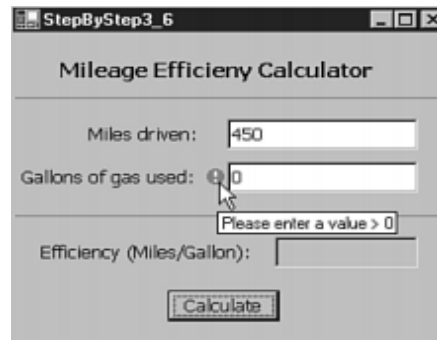 StepByStep3_6
Mileage Efficieny Calculator
Miles driven: 450
Gallons of gas used: 0
Please enter a value > 0
Efficiency (Miles/Gallon):
Calculate